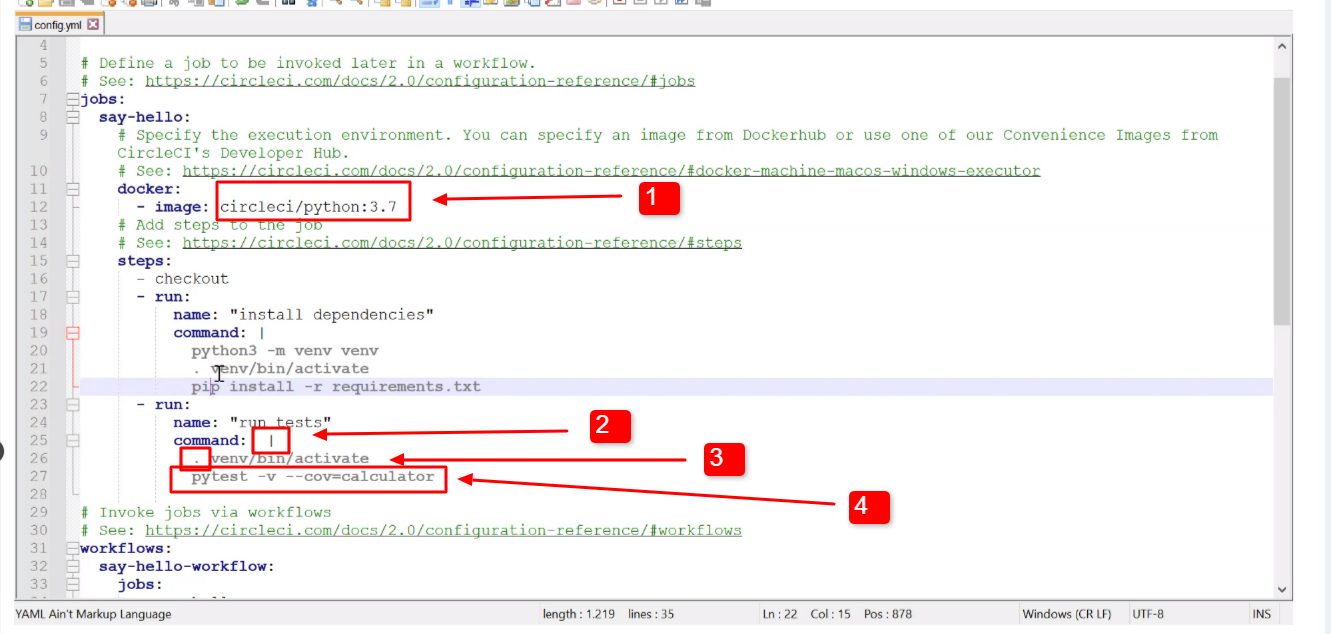 config.yml
4
5 # Define a job to be invoked later in a workflow.
6 # See: https://circleci.com/docs/2.0/configuration-reference/#jobs
7 jobs:
8 say-hello:
9 # Specify the execution environment. You can specify an image from Dockerhub or use one of our Convenience Images from
CircleCI's Developer Hub.
10 # See: https://circleci.com/docs/2.0/configuration-reference/#docker-machine-macos-windows-executor
11 docker:
12 - image: circleci/python:3.7
1
13 # Add steps to the job
14 # See: https://circleci.com/docs/2.0/configuration-reference/#steps
15 steps:
16 - checkout
17 - run:
18 name: "install dependencies"
19 command: |
20 python3 -m venv venv
21 . venv/bin/activate
22 pip install -r requirements.txt
23 - run:
24 name: "run tests"
2
25 command: |
26 . venv/bin/activate
3
27 pytest -v --cov=calculator
28
4
29 # Invoke jobs via workflows
30 # See: https://circleci.com/docs/2.0/configuration-reference/#workflows
31 workflows:
32 say-hello-workflow:
33 jobs:
YAML Ain't Markup Language length : 1.219 lines : 35 Ln : 22 Col : 15 Pos : 878 Windows (CR LF) UTF-8 INS